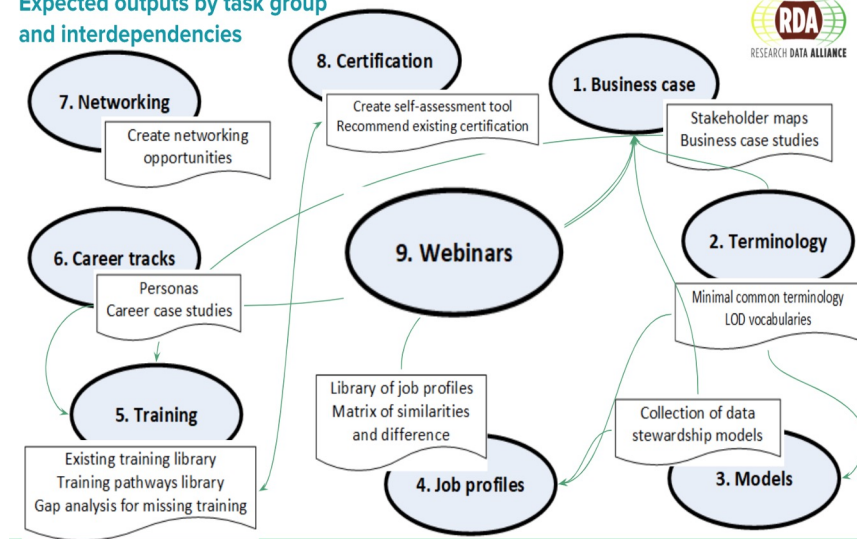 Expected outputs by task group
and interdependencies
RDA
RESEARCH DATA ALLIANCE
8. Certification
Create self-assessment tool
Recommend existing certification
1. Business case
Stakeholder maps
Business case studies
7. Networking
Create networking
opportunities
9. Webinars
2. Terminology
Minimal common terminology
LOD vocabularies
6. Career tracks
Personas
Career case studies
5. Training
Existing training library
Training pathways library
Gap analysis for missing training
Library of job profiles
Matrix of similarities
and difference
4. Job profiles
Collection of data
stewardship models
3. Models